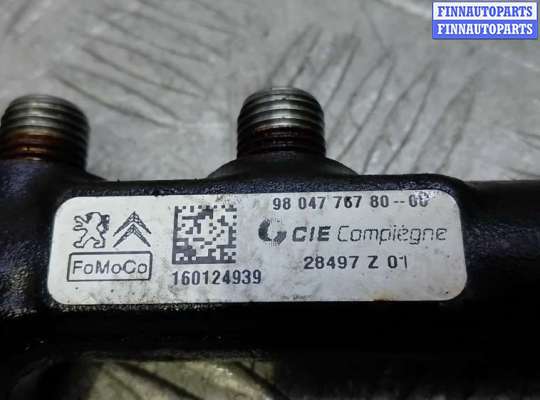 FINNAUTOPARTS
FINNAUTOPARTS
98 047 767 80--00
CIE Compiègne
FoMoCo
160124939
28497 Z 01